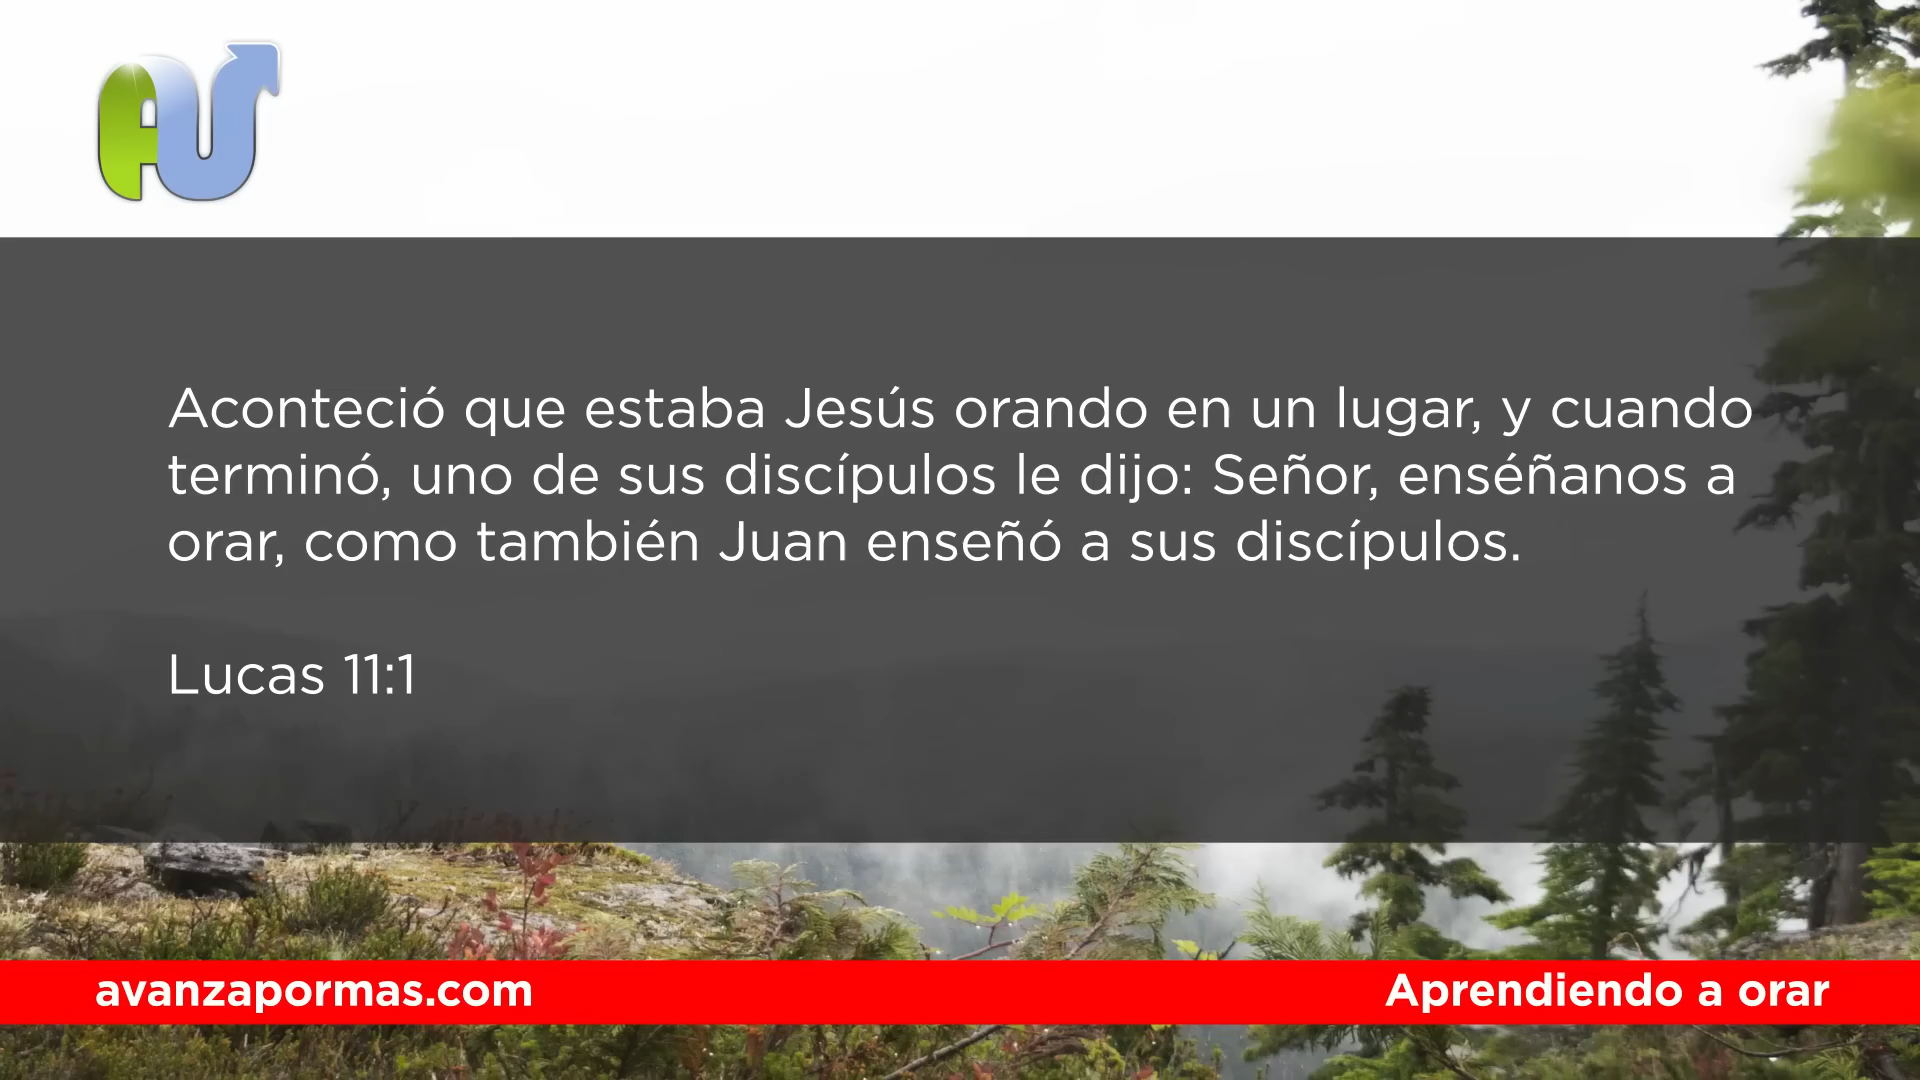 Aconteció que estaba Jesús orando en un lugar, y cuando
terminó, uno de sus discípulos le dijo: Señor, enséñanos a
orar, como también Juan enseñó a sus discípulos.
Lucas 11:1
avanzapormas.com
Aprendiendo a orar